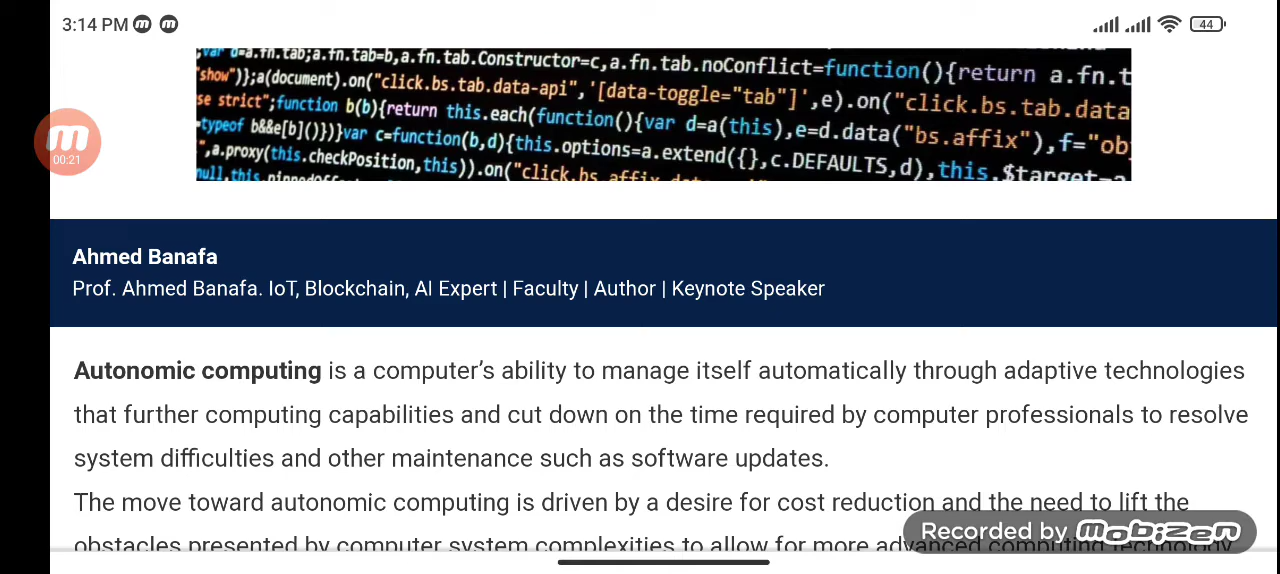 3:14 PM
44
;var d=a.fn.tab;a.fn.tab=b,a.fn.tab.Constructor=c,a.fn.tab.noConflict=function(){return a.fn.t
"show")};a(document).on("click.bs.tab.data-api",'[data-toggle="tab"]',e).on("click.bs.tab.data
se strict";function b(b){return this.each(function(){var d=a(this),e=d.data("bs.affix"),f="ob
typeof b&&e[b]()})}var c=function(b,d){this.options=a.extend({},c.DEFAULTS,d),this.$target=a
",a.proxy(this.checkPosition,this)).on("click.bs.affix
null,this.
00:21
Ahmed Banafa
Prof. Ahmed Banafa. IoT, Blockchain, AI Expert | Faculty | Author | Keynote Speaker
Autonomic computing is a computer’s ability to manage itself automatically through adaptive technologies
that further computing capabilities and cut down on the time required by computer professionals to resolve
system difficulties and other maintenance such as software updates.
The move toward autonomic computing is driven by a desire for cost reduction and the need to lift the
obstacles presented by computer system complexities to allow for more advanced computing technology
Recorded by mobizen